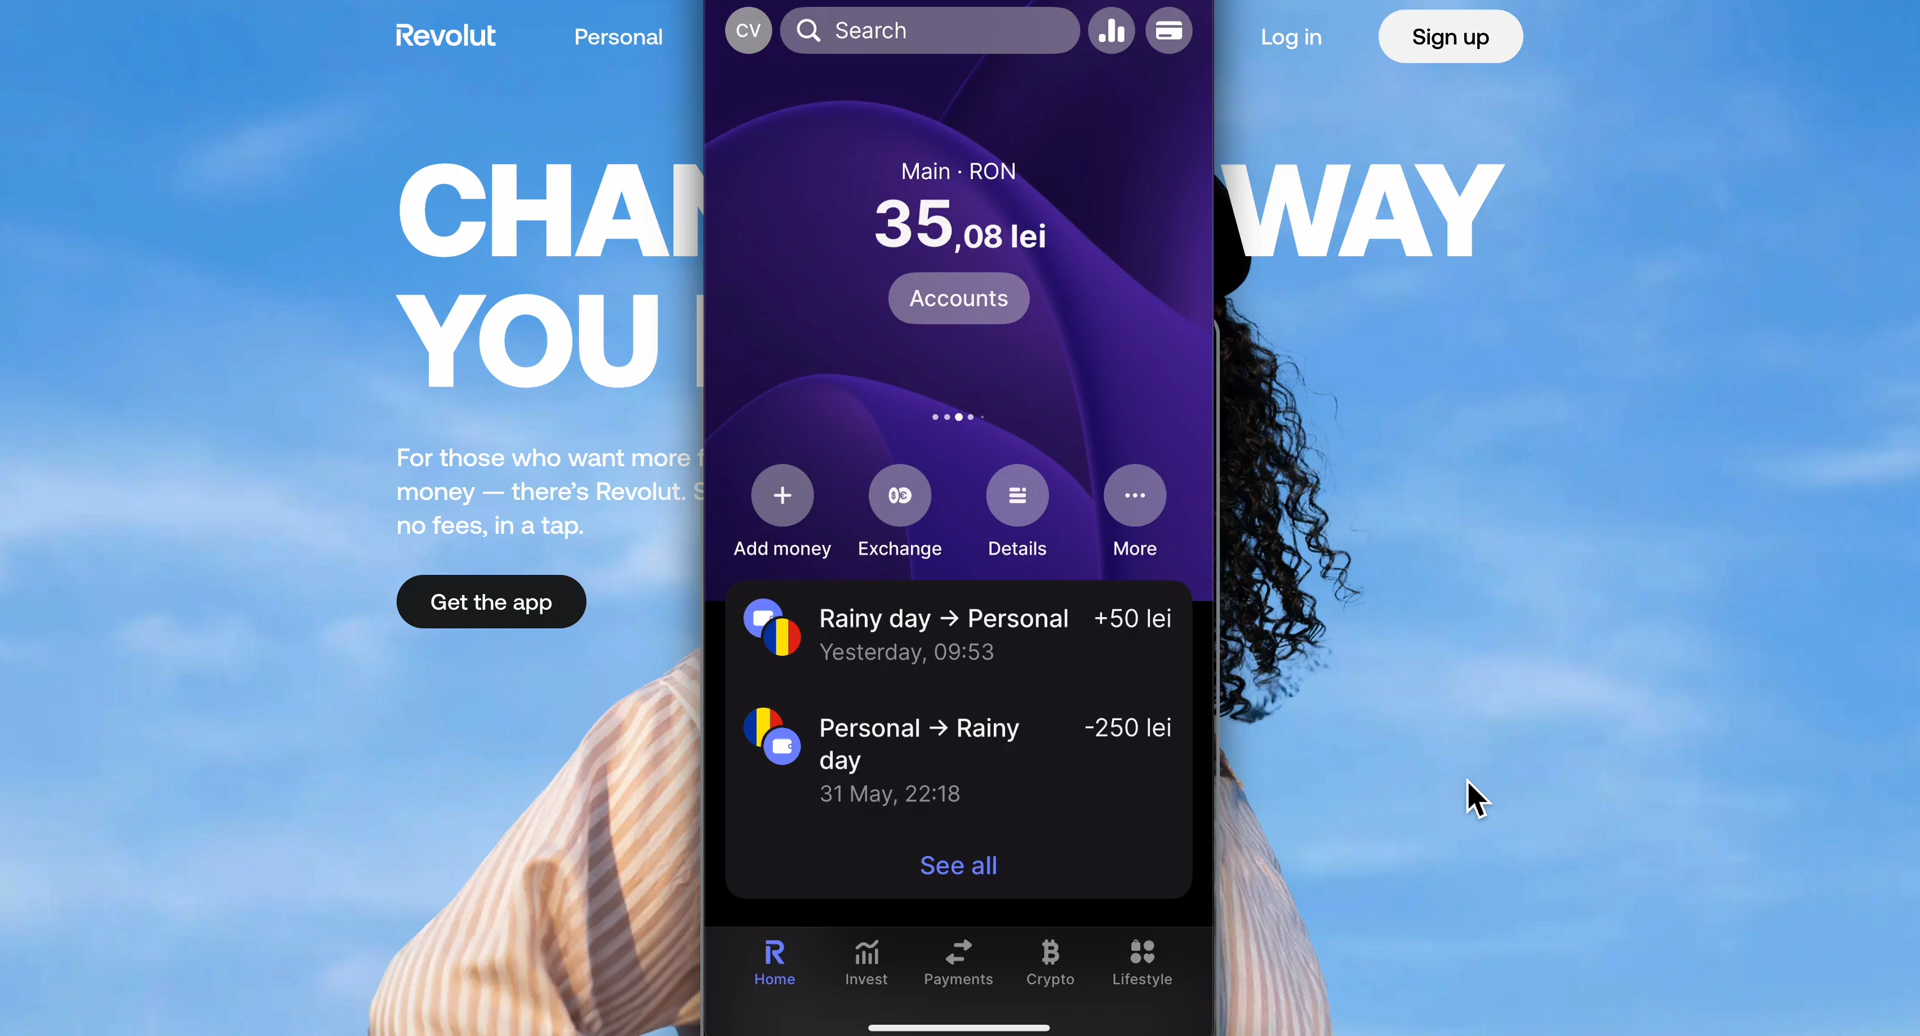 Revolut
Personal
Log in
Sign up
CHAN
WAY
YOU
For those who want more f
money — there's Revolut. S
no fees, in a tap.
Get the app
CV
Search
Main · RON
35,08 lei
Accounts
Add money
Exchange
Details
More
Rainy day → Personal +50 lei
Yesterday, 09:53
Personal → Rainy -250 lei
day
31 May, 22:18
See all
Home
Invest
Payments
Crypto
Lifestyle